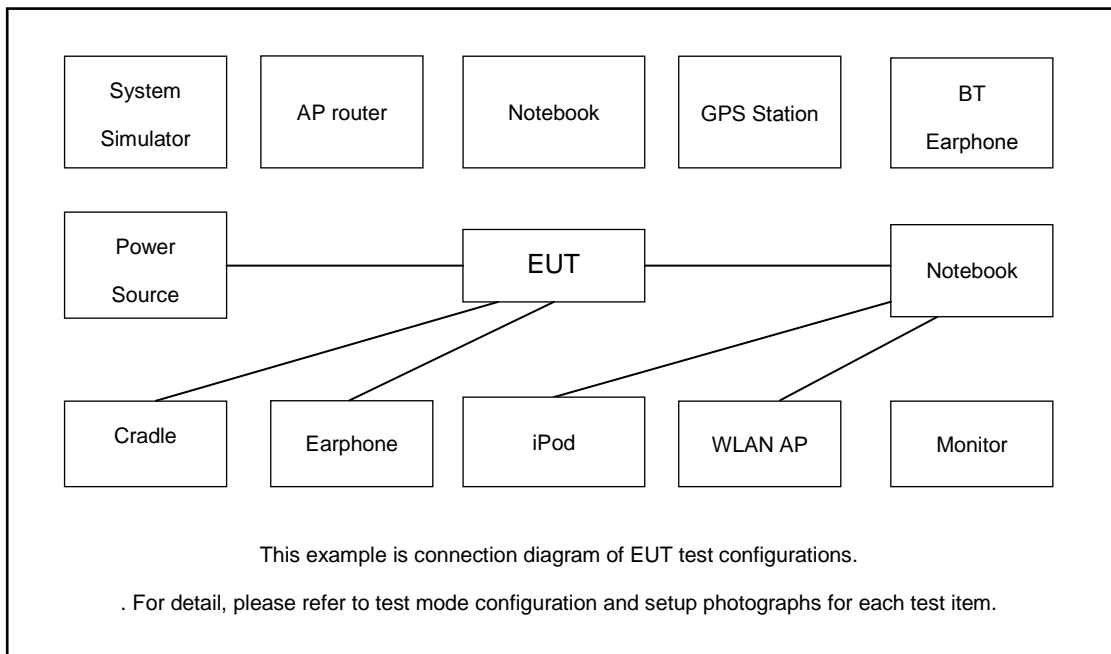 System
Simulator
AP router
Notebook
GPS Station
BT
Earphone
Power
Source
EUT
Notebook
Cradle
Earphone
iPod
WLAN AP
Monitor
This example is connection diagram of EUT test configurations.
. For detail, please refer to test mode configuration and setup photographs for each test item.